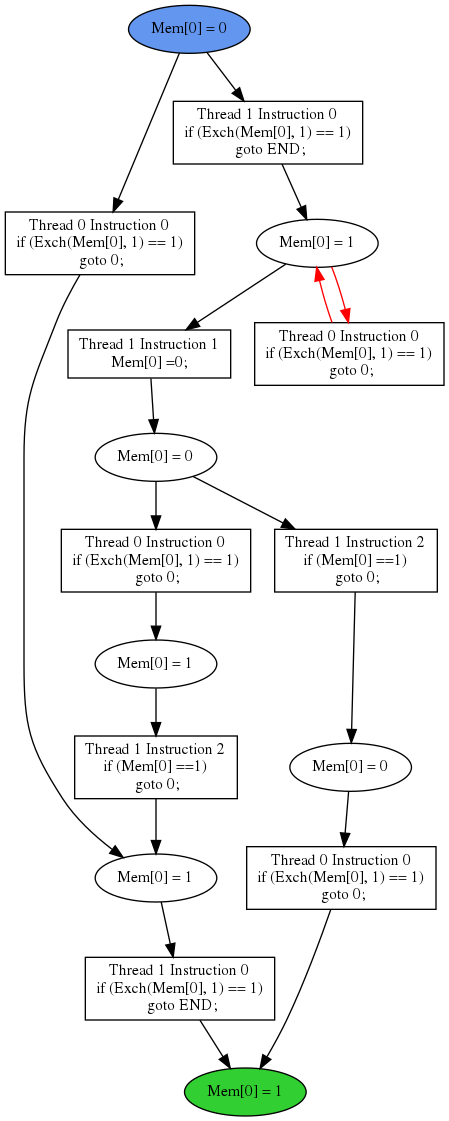 Mem[0] = 0
Thread 1 Instruction 0
if (Exch(Mem[0], 1) == 1)
goto END;
Thread 0 Instruction 0
if (Exch(Mem[0], 1) == 1)
goto 0;
Mem[0] = 1
Thread 1 Instruction 1
Mem[0] =0;
Thread 0 Instruction 0
if (Exch(Mem[0], 1) == 1)
goto 0;
Mem[0] = 0
Thread 0 Instruction 0
if (Exch(Mem[0], 1) == 1)
goto 0;
Thread 1 Instruction 2
if (Mem[0] ==1)
goto 0;
Mem[0] = 1
Thread 1 Instruction 2
if (Mem[0] ==1)
goto 0;
Mem[0] = 0
Mem[0] = 1
Thread 0 Instruction 0
if (Exch(Mem[0], 1) == 1)
goto 0;
Thread 1 Instruction 0
if (Exch(Mem[0], 1) == 1)
goto END;
Mem[0] = 1